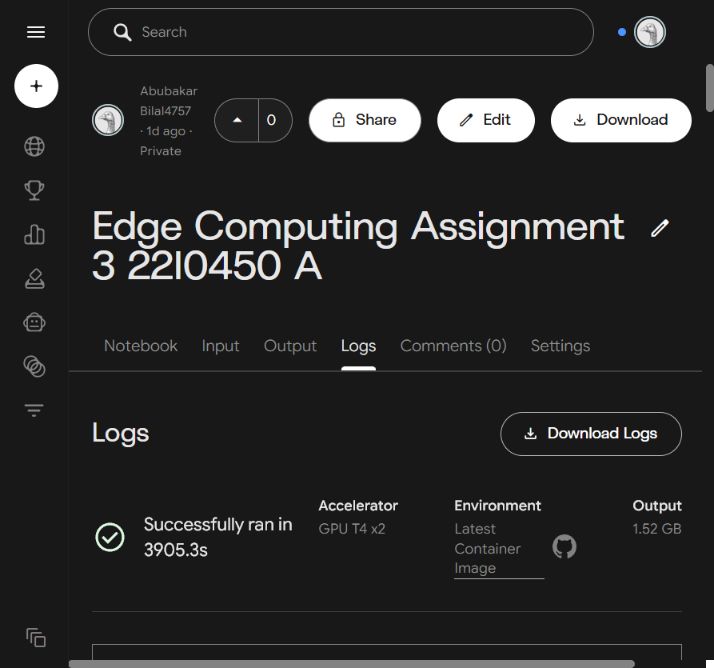 Search
Abubakar
Bilal4757
· 1d ago ·
Private
0
Share
Edit
Download
Edge Computing Assignment
3 22I0450 A
Notebook
Input
Output
Logs
Comments (0)
Settings
Logs
Download Logs
Successfully ran in
3905.3s
Accelerator
GPU T4 x2
Environment
Latest
Container
Image
Output
1.52 GB